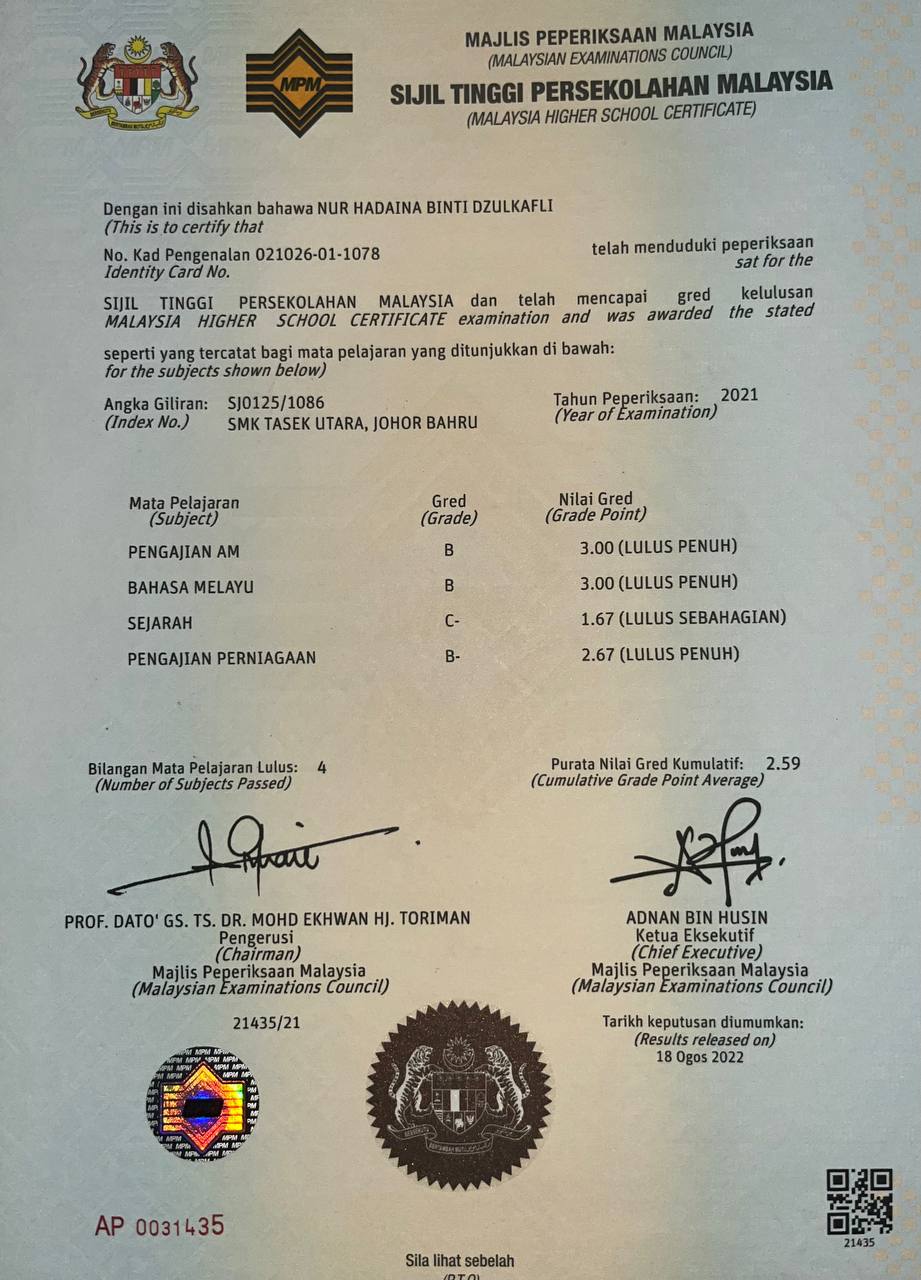 MAJLIS PEPERIKSAAN MALAYSIA
(MALAYSIAN EXAMINATIONS COUNCIL)
MPM
SIJIL TINGGI PERSEKOLAHAN MALAYSIA
(MALAYSIA HIGHER SCHOOL CERTIFICATE)
Dengan ini disahkan bahawa NUR HADAINA BINTI DZULKAFLI
(This is to certify that
No. Kad Pengenalan 021026-01-1078 telah menduduki peperiksaan
Identity Card No. sat for the
SIJIL TINGGI PERSEKOLAHAN MALAYSIA dan telah mencapai gred kelulusan
MALAYSIA HIGHER SCHOOL CERTIFICATE examination and was awarded the stated
seperti yang tercatat bagi mata pelajaran yang ditunjukkan di bawah:
for the subjects shown below)
Angka Giliran: SJ0125/1086 Tahun Peperiksaan: 2021
(Index No.) SMK TASEK UTARA, JOHOR BAHRU (Year of Examination)
Mata Pelajaran Gred Nilai Gred
(Subject) (Grade) (Grade Point)
PENGAJIAN AM B 3.00 (LULUS PENUH)
BAHASA MELAYU B 3.00 (LULUS PENUH)
SEJARAH C- 1.67 (LULUS SEBAHAGIAN)
PENGAJIAN PERNIAGAAN B- 2.67 (LULUS PENUH)
Bilangan Mata Pelajaran Lulus: 4 Purata Nilai Gred Kumulatif: 2.59
(Number of Subjects Passed) (Cumulative Grade Point Average)
PROF. DATO' GS. TS. DR. MOHD EKHWAN HJ. TORIMAN ADNAN BIN HUSIN
Pengerusi Ketua Eksekutif
(Chairman) (Chief Executive)
Majlis Peperiksaan Malaysia Majlis Peperiksaan Malaysia
(Malaysian Examinations Council) (Malaysian Examinations Council)
21435/21 Tarikh keputusan diumumkan:
(Results released on)
18 Ogos 2022
AP 0031435
21435
Sila lihat sebelah
(P.T.O)